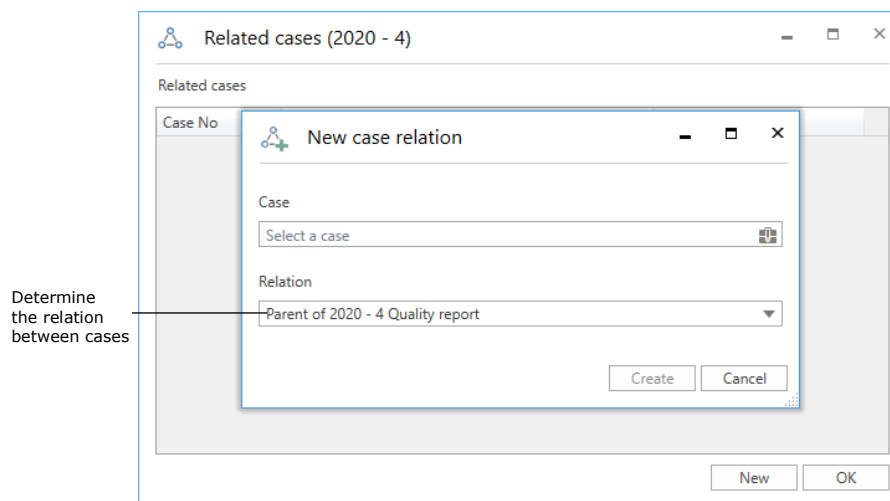 Related cases (2020 - 4)
Related cases
Case No
New case relation
Case
Select a case
Relation
Determine
the relation
between cases
Parent of 2020 - 4 Quality report
Create
Cancel
New
OK